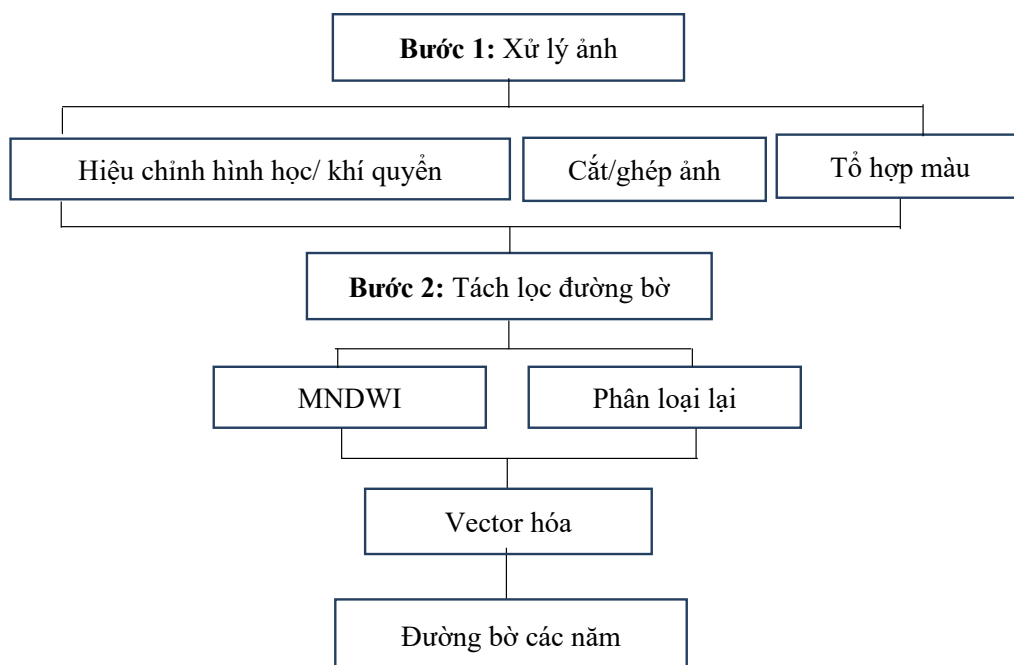 Bước 1: Xử lý ảnh
Hiệu chỉnh hình học/ khí quyển
Cắt/ghép ảnh
Tổ hợp màu
Bước 2: Tách lọc đường bờ
MNDWI
Phân loại lại
Vector hóa
Đường bờ các năm